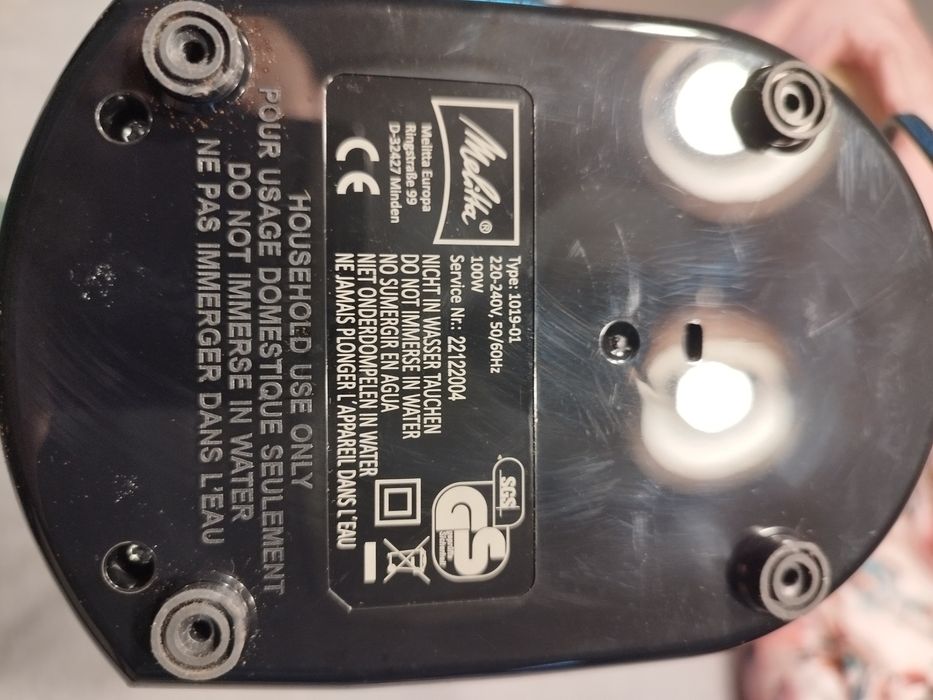 Melitta®
Melitta Europa
Ringstraße 99
D-32427 Minden
CE
Type: 1019-01
220-240V, 50/60Hz
100W
Service Nr.: 22122004
NICHT IN WASSER TAUCHEN
DO NOT IMMERSE IN WATER
NO SUMERGIR EN AGUA
NIET ONDERDOMPELEN IN WATER
NE JAMAIS PLONGER L'APPAREIL DANS L'EAU
SGS
GS
HOUSEHOLD USE ONLY
POUR USAGE DOMESTIQUE SEULEMENT
DO NOT IMMERSE IN WATER
NE PAS IMMERGER DANS L'EAU